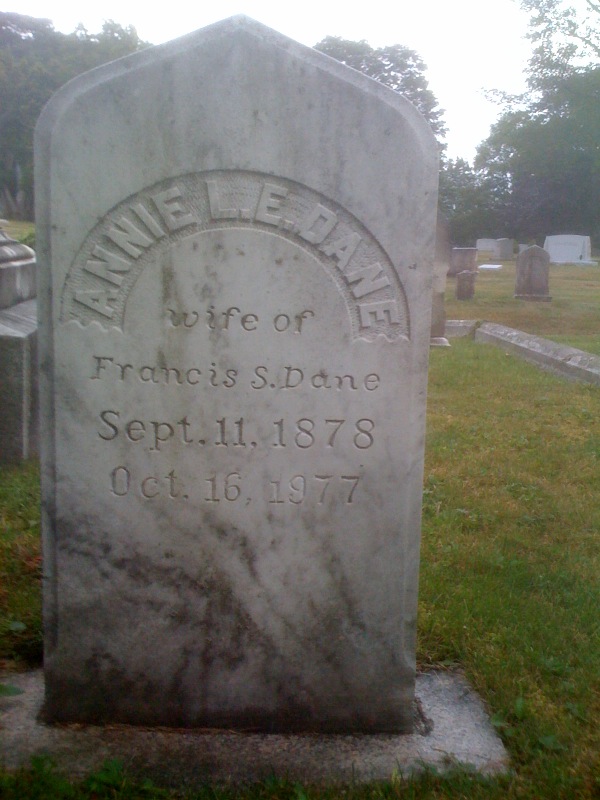 ANNIE L.E. DANE
wife of
Francis S. Dane
Sept. 11, 1878
Oct. 16, 1977